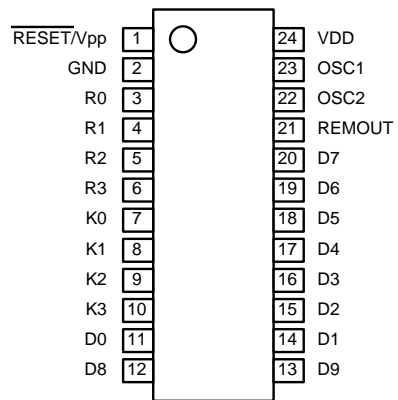 RESET/Vpp 1 24 VDD
GND 2 23 OSC1
R0 3 22 OSC2
R1 4 21 REMOUT
R2 5 20 D7
R3 6 19 D6
K0 7 18 D5
K1 8 17 D4
K2 9 16 D3
K3 10 15 D2
D0 11 14 D1
D8 12 13 D9